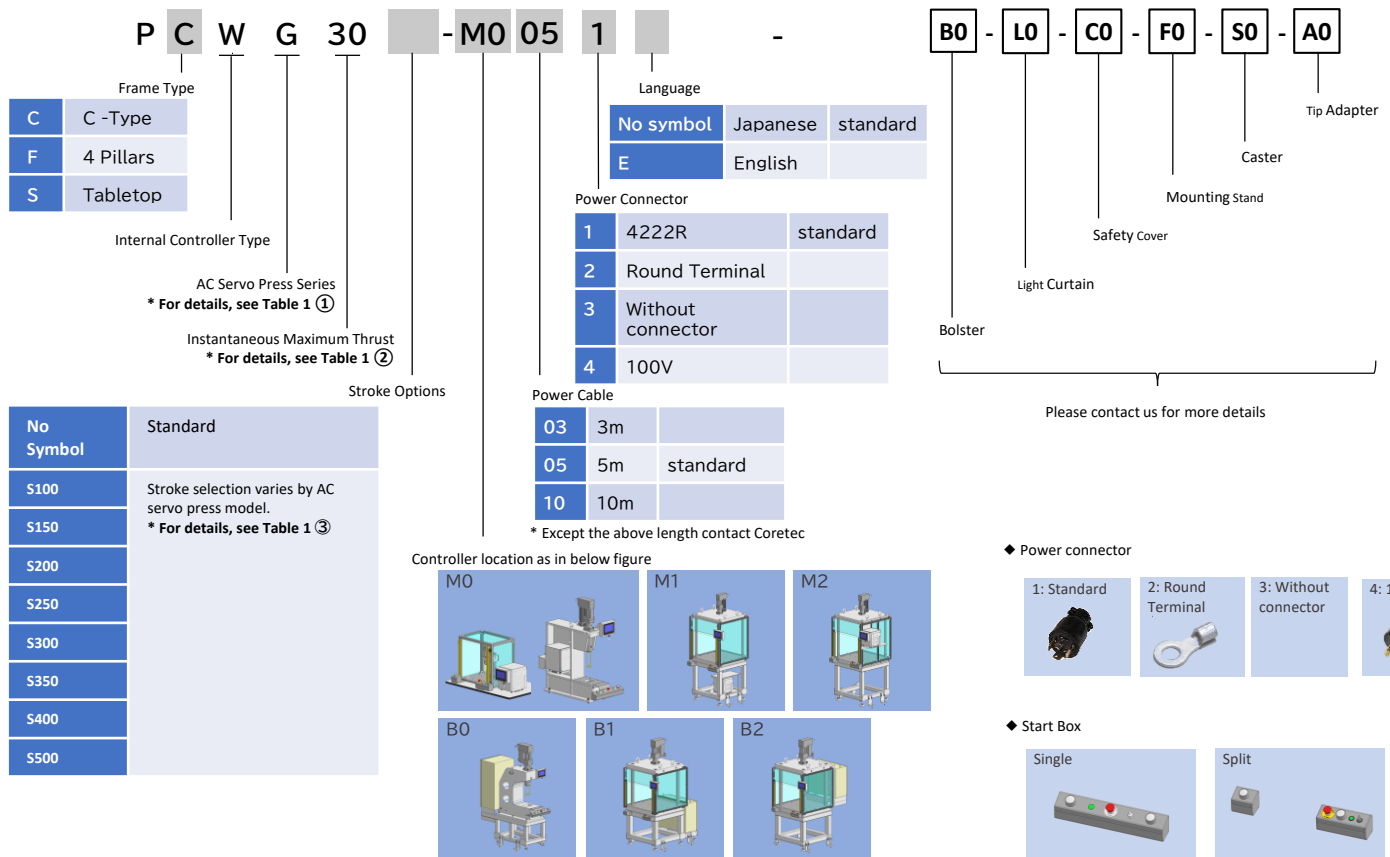 P C W G 30 - M0 05 1 - B0 - L0 - C0 - F0 - S0 - A0
Frame Type
C C -Type
F 4 Pillars
S Tabletop
Internal Controller Type
AC Servo Press Series
* For details, see Table 1 ①
Instantaneous Maximum Thrust
* For details, see Table 1 ②
Stroke Options
No Symbol Standard
S100 Stroke selection varies by AC
servo press model.
S150 * For details, see Table 1 ③
S200
S250
S300
S350
S400
S500
Language
No symbol Japanese standard
E English
Power Connector
1 4222R standard
2 Round Terminal
3 Without
connector
4 100V
Power Cable
03 3m
05 5m standard
10 10m
* Except the above length contact Coretec
Controller location as in below figure
M0 M1 M2
B0 B1 B2
Tip Adapter
Caster
Mounting Stand
Safety Cover
Light Curtain
Bolster
Please contact us for more details
◆ Power connector
1: Standard
2: Round
Terminal
3: Without
connector
4: 1
◆ Start Box
Single Split